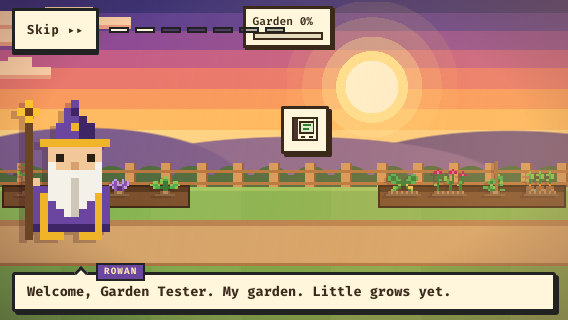 Skip ▸▸
Garden 0%
ROWAN
Welcome, Garden Tester. My garden. Little grows yet.